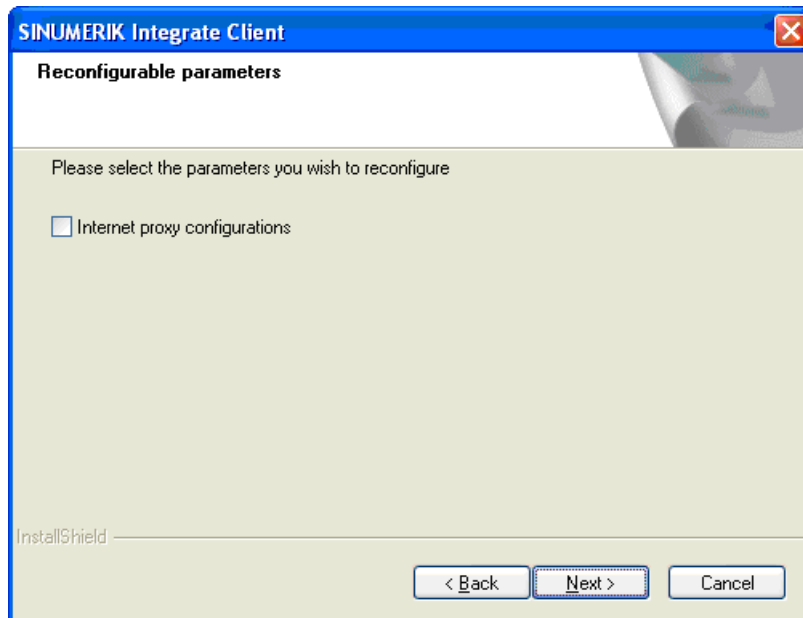 SINUMERIK Integrate Client
Reconfigurable parameters
Please select the parameters you wish to reconfigure
Internet proxy configurations
InstallShield
< Back Next > Cancel